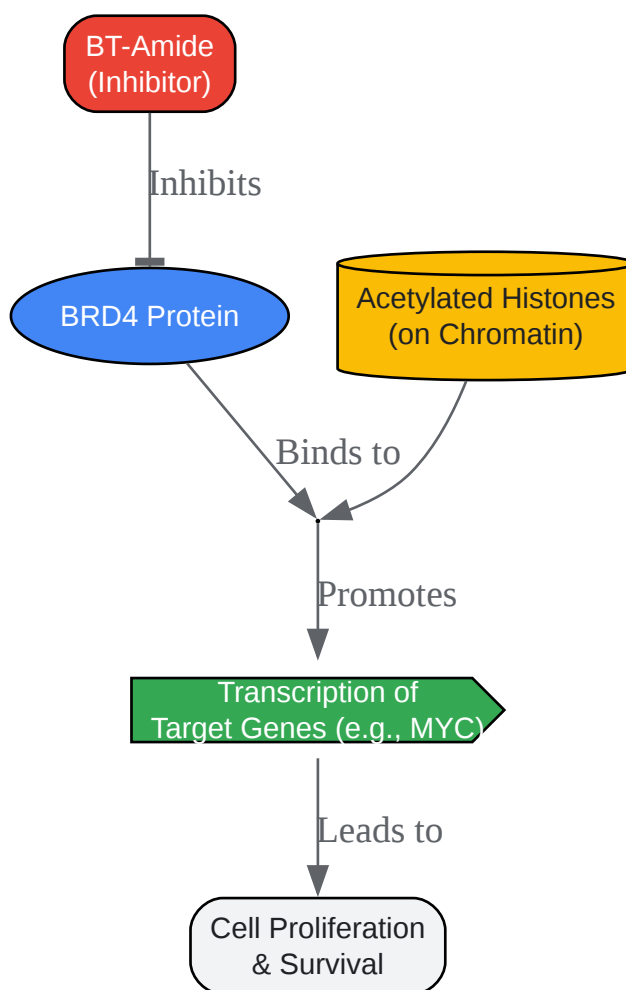 BT-Amide
(Inhibitor)
Inhibits
BRD4 Protein
Acetylated Histones
(on Chromatin)
Binds to
Promotes
Transcription of
Target Genes (e.g., MYC)
Leads to
Cell Proliferation
& Survival